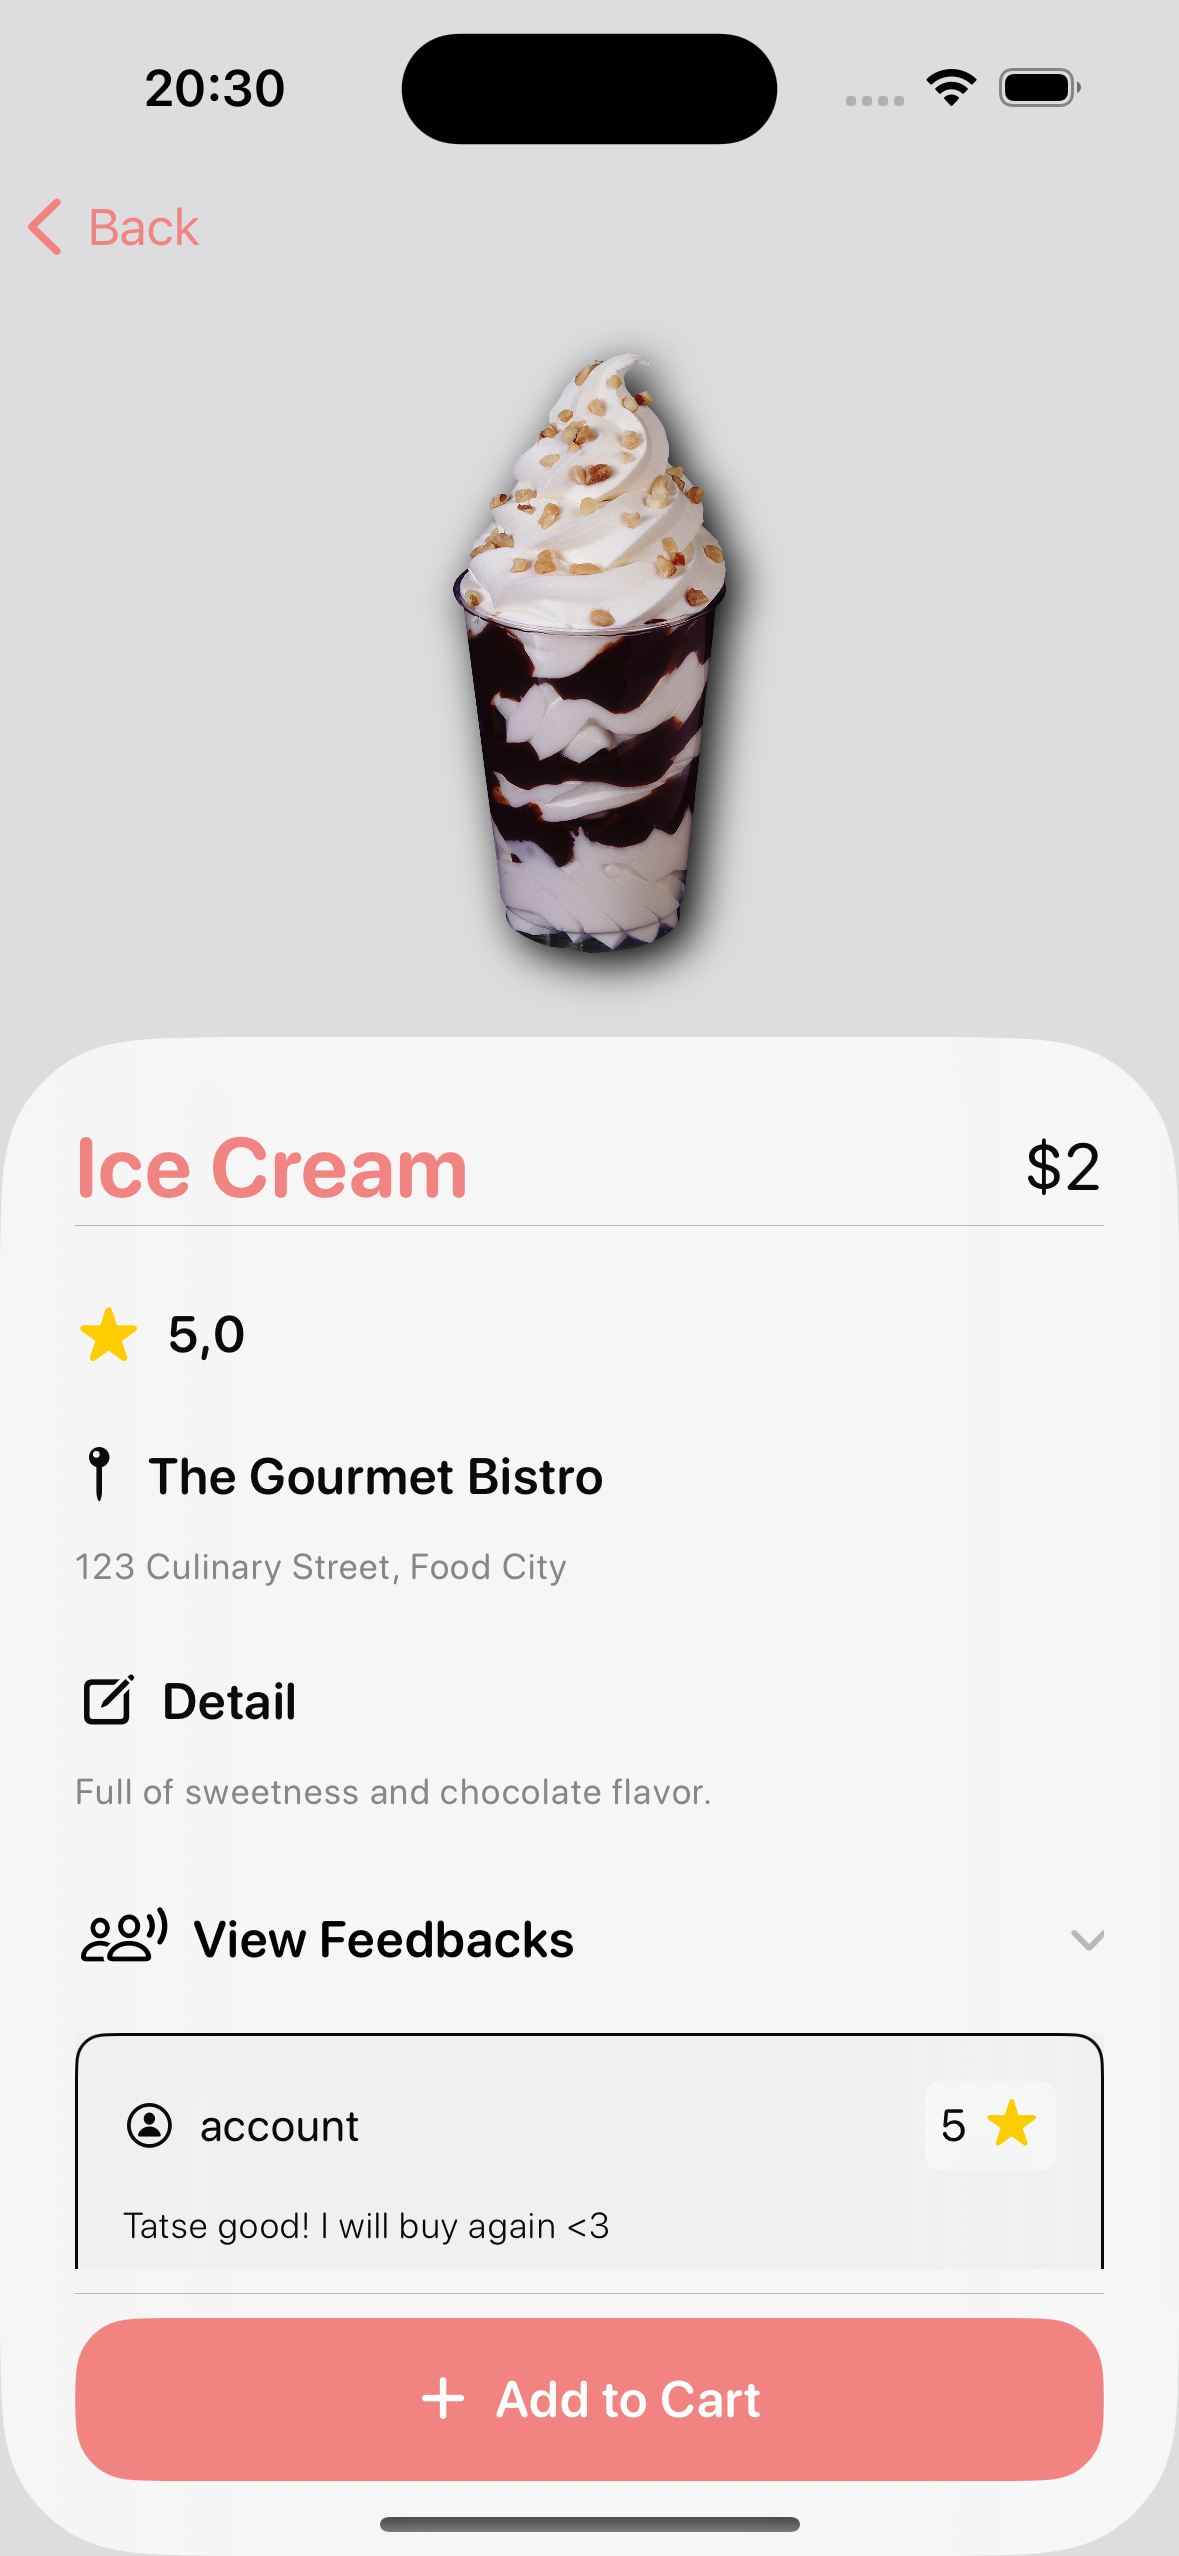 20:30
Back
Ice Cream
$2
5,0
The Gourmet Bistro
123 Culinary Street, Food City
Detail
Full of sweetness and chocolate flavor.
View Feedbacks
account
5
Tatse good! I will buy again <3
Add to Cart